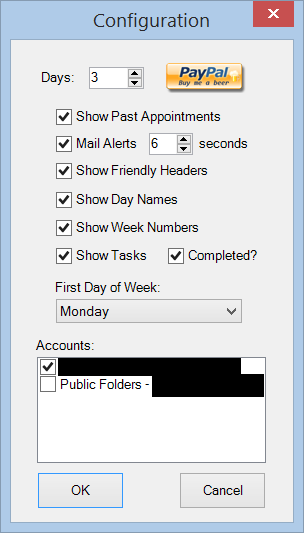 Configuration
Days: 3
PayPal
Buy me a beer
Show Past Appointments
Mail Alerts 6 seconds
Show Friendly Headers
Show Day Names
Show Week Numbers
Show Tasks Completed?
First Day of Week:
Monday
Accounts:
Public Folders -
OK Cancel